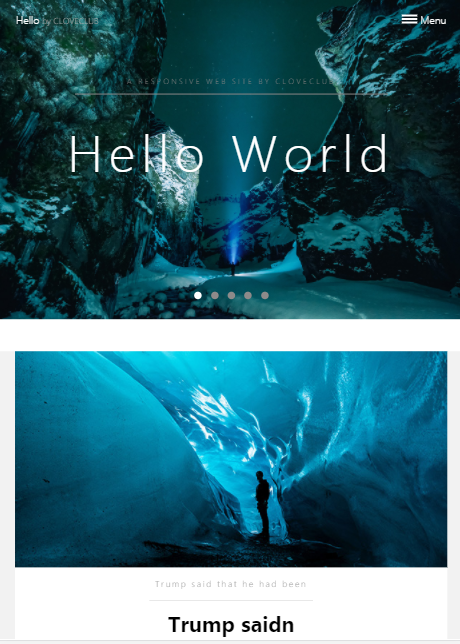 Hello by CLOVECLUB
Menu
A RESPONSIVE WEB SITE BY CLOVECLUB
Hello World
Trump said that he had been
Trump saidn